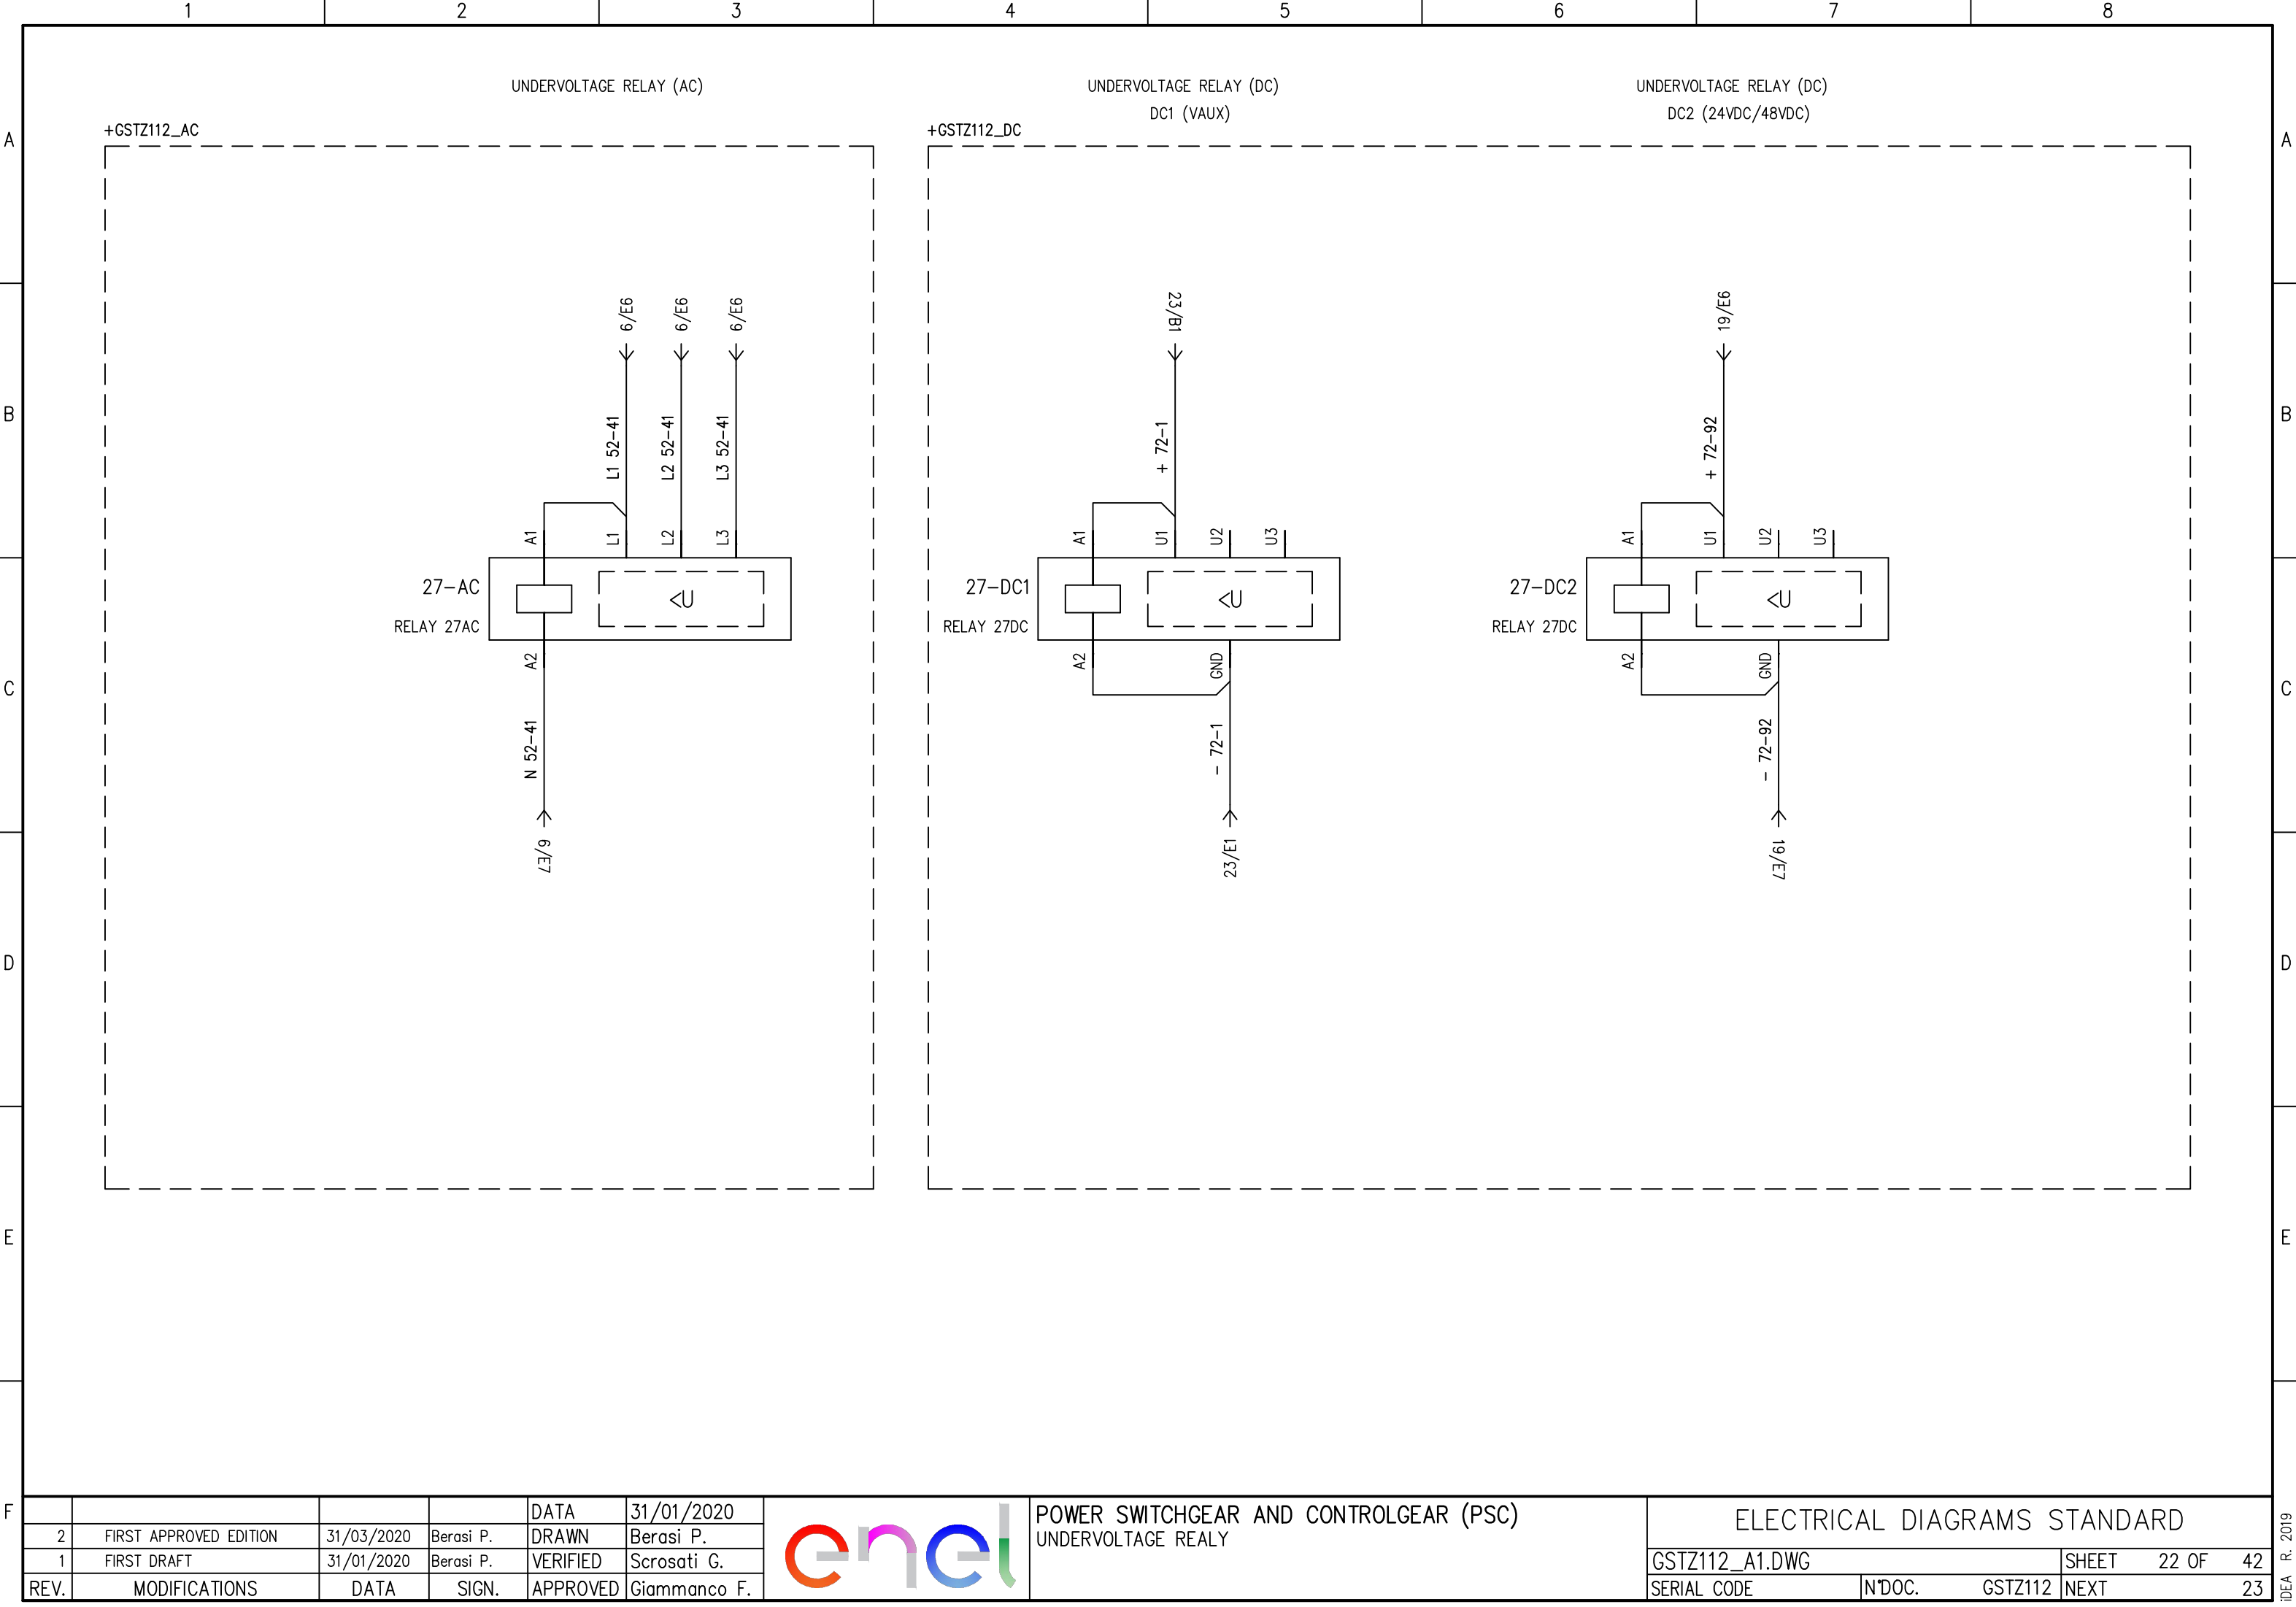 1 2 3 4 5 6 7 8
UNDERVOLTAGE RELAY (AC)
UNDERVOLTAGE RELAY (DC)
DC1 (VAUX)
UNDERVOLTAGE RELAY (DC)
DC2 (24VDC/48VDC)
+GSTZ112_AC
+GSTZ112_DC
A A
6/E6 6/E6 6/E6
23/B1
19/E6
B B
L1 52-41
L2 52-41
L3 52-41
+ 72-1
+ 72-92
A1 L1 L2 L3
A1 U1 U2 U3
A1 U1 U2 U3
27-AC
RELAY 27AC
<U
27-DC1
RELAY 27DC
<U
27-DC2
RELAY 27DC
<U
A2
A2 GND
A2 GND
C C
N 52-41
- 72-1
- 72-92
6/E7
23/E1
19/E7
D D
E E
F
DATA 31/01/2020
2 FIRST APPROVED EDITION 31/03/2020 Berasi P. DRAWN Berasi P.
1 FIRST DRAFT 31/01/2020 Berasi P. VERIFIED Scrosati G.
REV. MODIFICATIONS DATA SIGN. APPROVED Giammanco F.
enel
POWER SWITCHGEAR AND CONTROLGEAR (PSC)
UNDERVOLTAGE REALY
ELECTRICAL DIAGRAMS STANDARD
GSTZ112_A1.DWG SHEET 22 OF 42
SERIAL CODE N°DOC. GSTZ112 NEXT 23
iDEA R. 2019